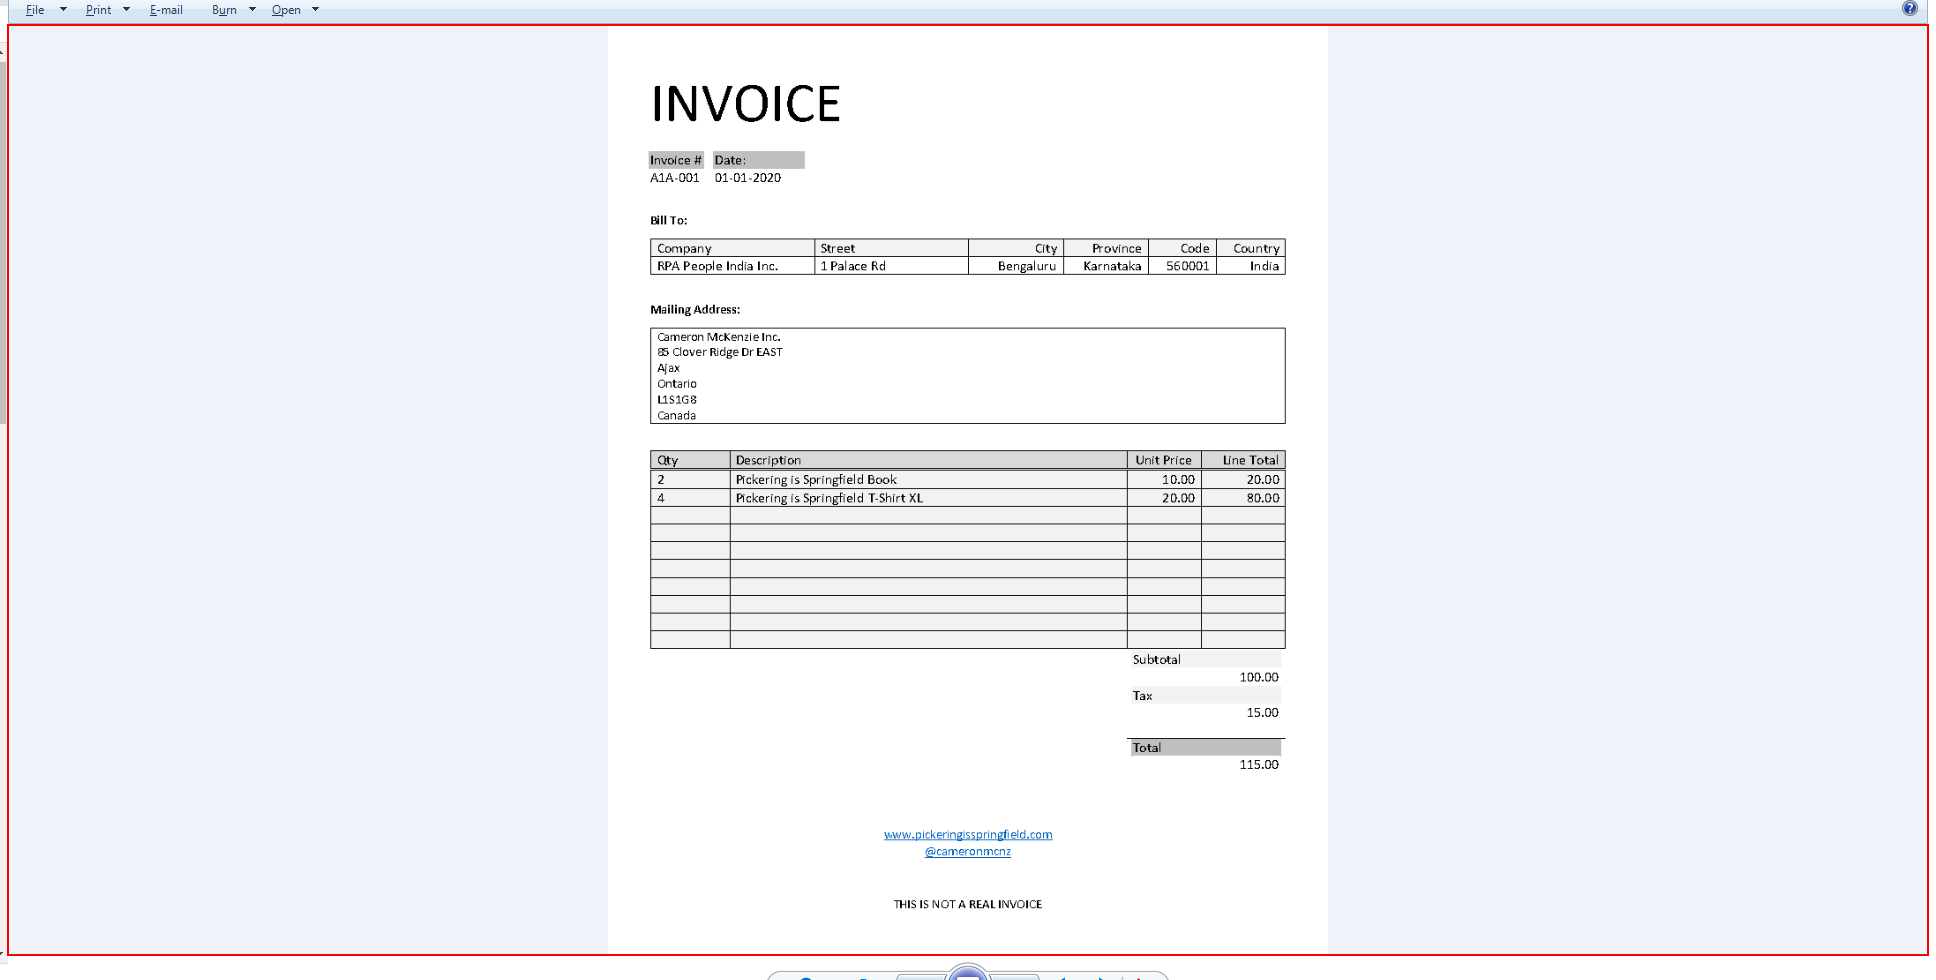 File Print E-mail Burn Open
INVOICE
Invoice # Date:
A1A-001 01-01-2020
Bill To:
Company Street City Province Code Country
RPA People India Inc. 1 Palace Rd Bengaluru Karnataka 560001 India
Mailing Address:
Cameron McKenzie Inc.
85 Clover Ridge Dr EAST
Ajax
Ontario
L1S1G8
Canada
Qty Description Unit Price Line Total
2 Pickering is Springfield Book 10.00 20.00
4 Pickering is Springfield T-Shirt XL 20.00 80.00
Subtotal
100.00
Tax
15.00
Total
115.00
www.pickeringisspringfield.com
@cameronmcnz
THIS IS NOT A REAL INVOICE